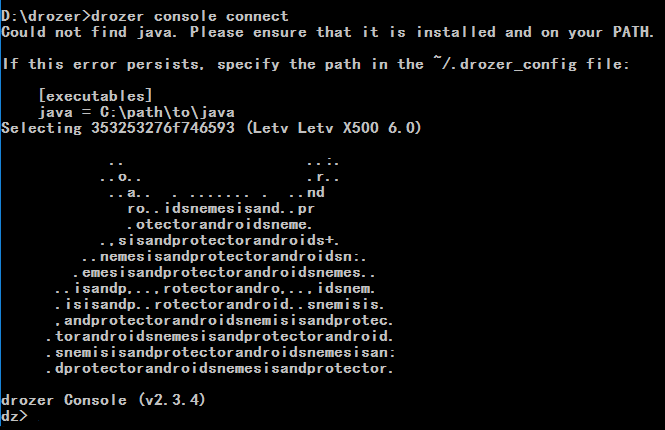 D:\drozer>drozer console connect
Could not find java. Please ensure that it is installed and on your PATH.
If this error persists, specify the path in the ~/.drozer_config file:
[executables]
java = C:\path\to\java
Selecting 353253276f746593 (Letv Letv X500 6.0)
..                    ..:.
..o..                  .r..
..a..  . ....... .  ..nd
ro..idsnemesisand..pr
.otectorandroidsneme.
.,sisandprotectorandroids+.
..nemesisandprotectorandroidsn:.
.emesisandprotectorandroidsnemes..
..isandp,..,rotectorandro,..,idsnem.
.isisandp..rotectorandroid..snemisis.
,andprotectorandroidsnemisisandprotec.
.torandroidsnemesisandprotectorandroid.
.snemisisandprotectorandroidsnemesisan:
.dprotectorandroidsnemesisandprotector.
drozer Console (v2.3.4)
dz>